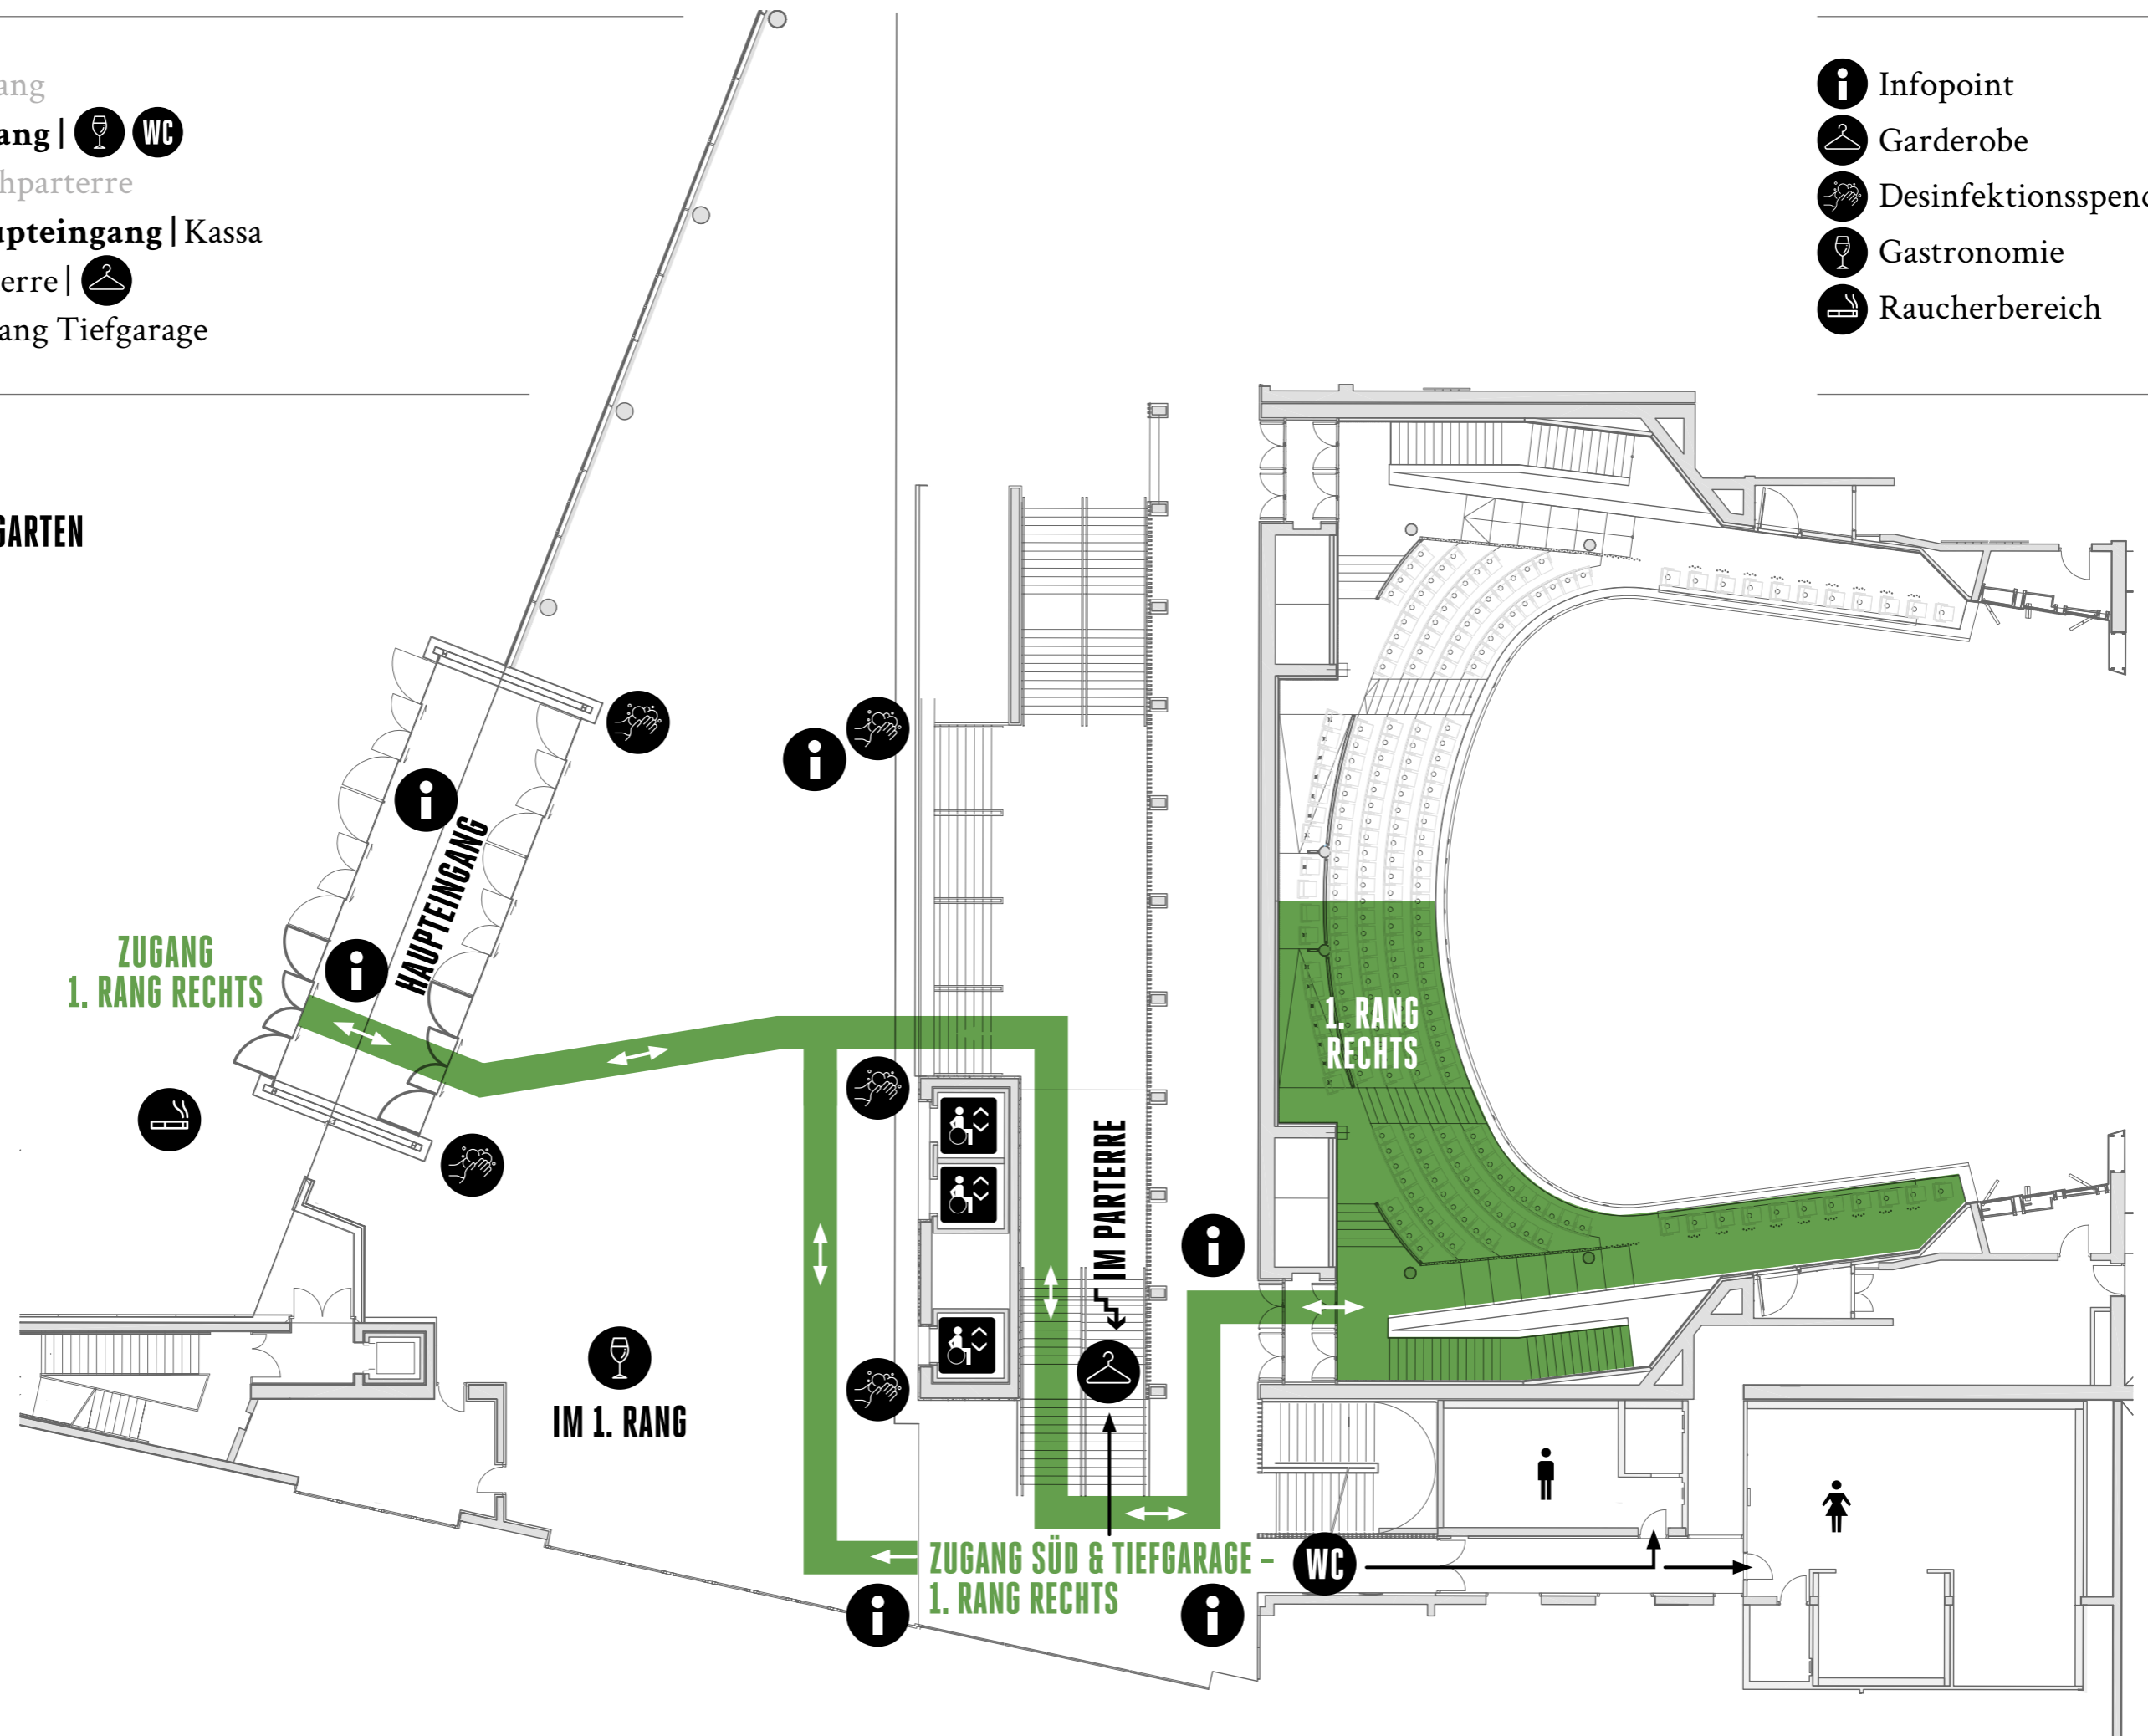 ang
ang | WC
hparterre
upteingang | Kassa
erre |
ang Tiefgarage
Infopoint
Garderobe
Desinfektionsspend
Gastronomie
Raucherbereich
GARTEN
HAUPTEINGANG
ZUGANG
1. RANG RECHTS
1. RANG
RECHTS
IM PARTERRE
IM 1. RANG
ZUGANG SÜD & TIEFGARAGE –
1. RANG RECHTS
WC